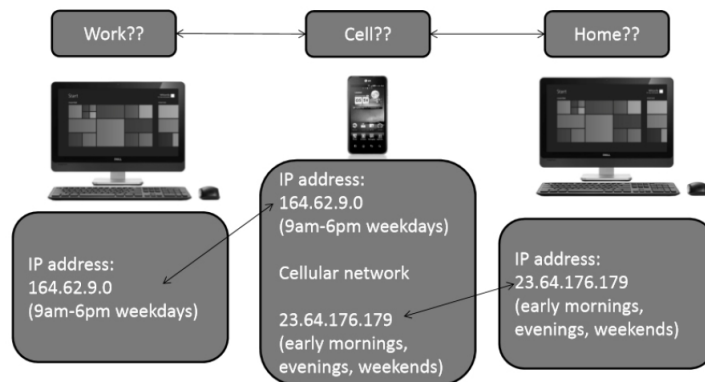 Work??
Cell??
Home??
Start
Start
IP address:
164.62.9.0
(9am-6pm weekdays)
IP address:
164.62.9.0
(9am-6pm weekdays)
Cellular network
23.64.176.179
(early mornings,
evenings, weekends)
IP address:
23.64.176.179
(early mornings,
evenings, weekends)